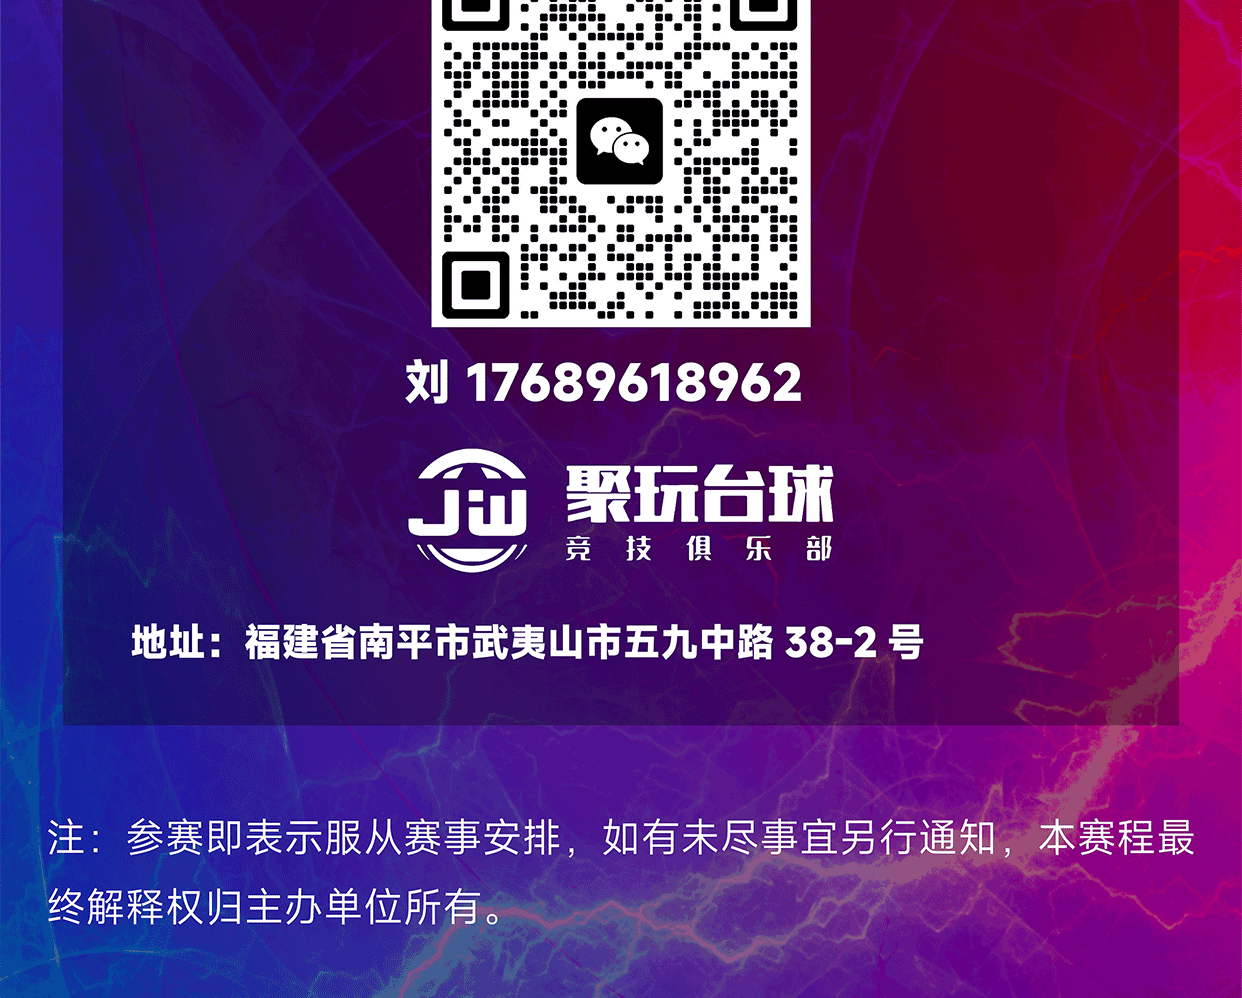 刘 17689618962
JW
聚玩台球
竞技俱乐部
地址：福建省南平市武夷山市五九中路 38-2 号
注：参赛即表示服从赛事安排，如有未尽事宜另行通知，本赛程最
终解释权归主办单位所有。